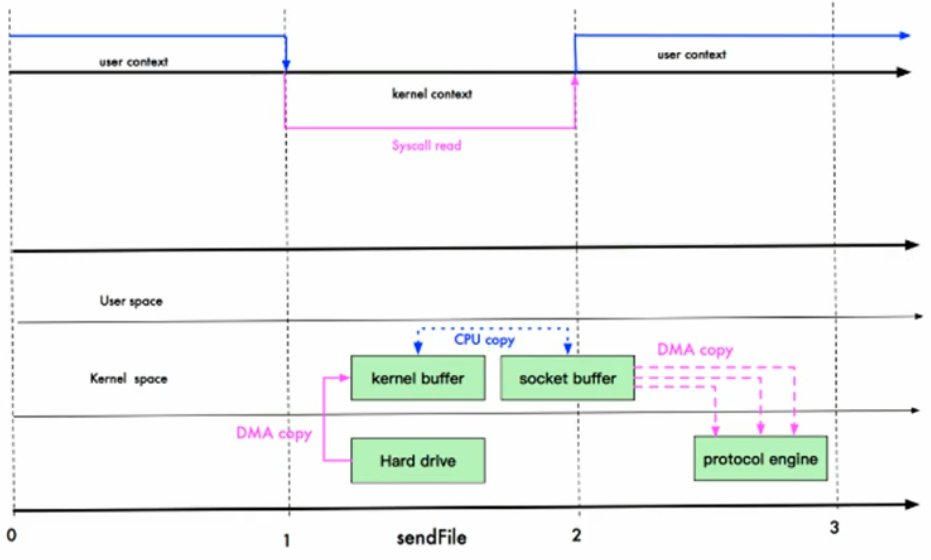 user context
user context
kernel context
Syscall read
User space
CPU copy
DMA copy
Kernel space
kernel buffer
socket buffer
DMA copy
Hard drive
protocol engine
0
1
sendFile
2
3